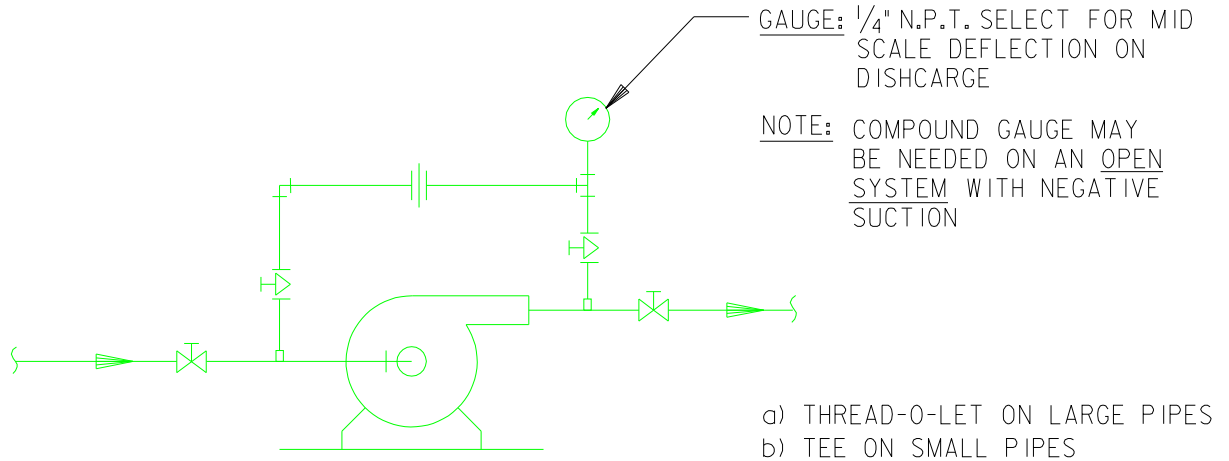 GAUGE: 1/4" N.P.T. SELECT FOR MID
SCALE DEFLECTION ON
DISHCARGE
NOTE: COMPOUND GAUGE MAY
BE NEEDED ON AN OPEN
SYSTEM WITH NEGATIVE
SUCTION
a) THREAD-O-LET ON LARGE PIPES
b) TEE ON SMALL PIPES